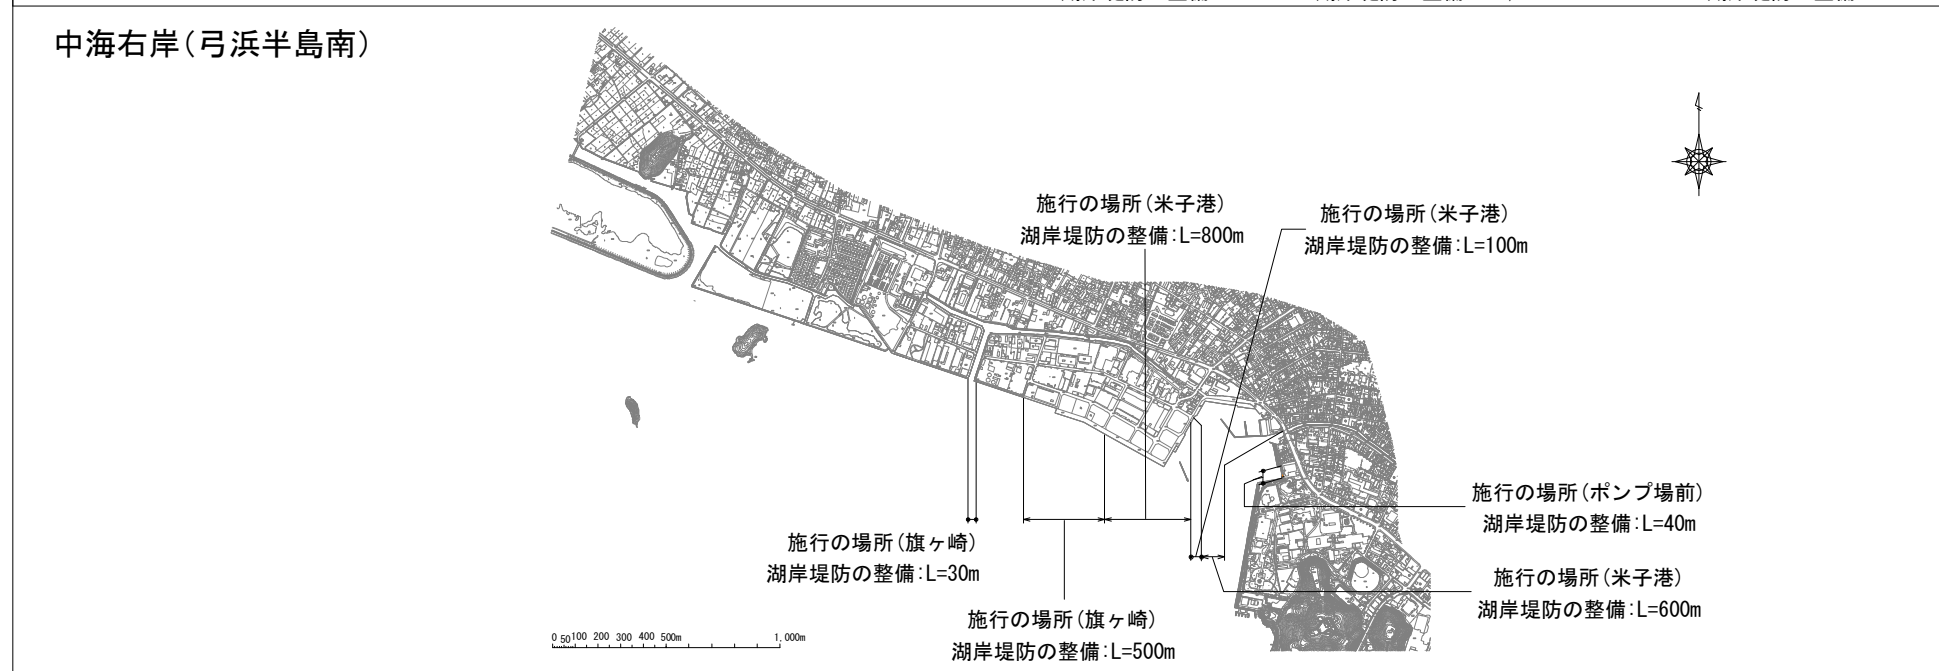 中海右岸(弓浜半島南)
施行の場所(米子港)
湖岸堤防の整備:L=800m
施行の場所(米子港)
湖岸堤防の整備:L=100m
施行の場所(ポンプ場前)
湖岸堤防の整備:L=40m
施行の場所(旗ヶ崎)
湖岸堤防の整備:L=30m
施行の場所(米子港)
湖岸堤防の整備:L=600m
施行の場所(旗ヶ崎)
湖岸堤防の整備:L=500m
0 50100 200 300 400 500m 1,000m